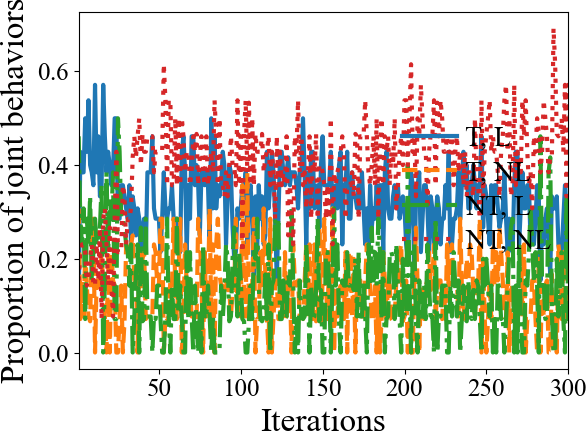 Proportion of joint behaviors
0.6
0.4
0.2
0.0
T, L
T, NL
NT, L
NT, NL
50
100
150
200
250
300
Iterations